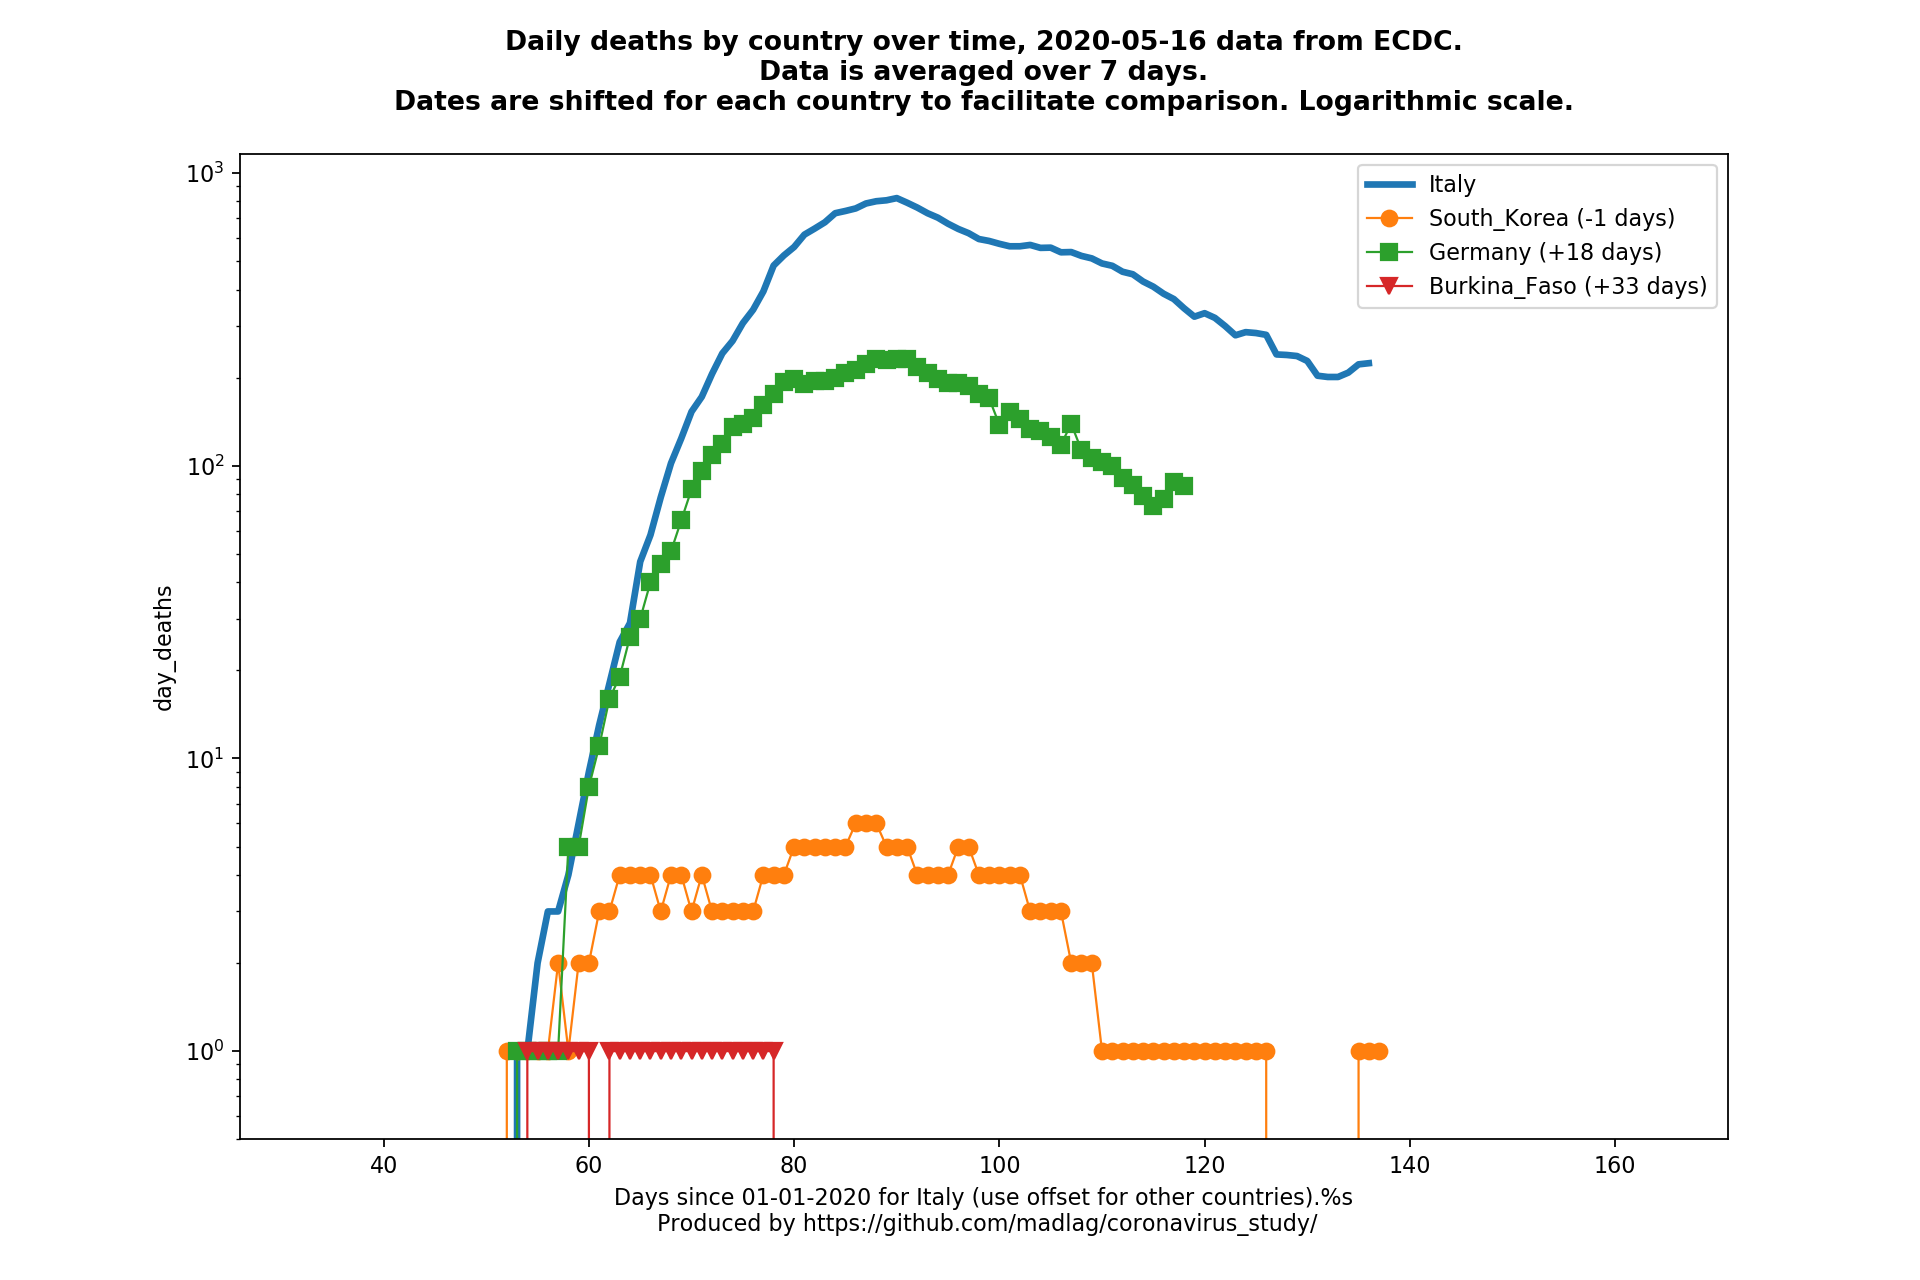 Daily deaths by country over time, 2020-05-16 data from ECDC.
Data is averaged over 7 days.
Dates are shifted for each country to facilitate comparison. Logarithmic scale.
10³
Italy
South_Korea (-1 days)
Germany (+18 days)
Burkina_Faso (+33 days)
10²
day_deaths
10¹
10⁰
40 60 80 100 120 140 160
Days since 01-01-2020 for Italy (use offset for other countries).%s
Produced by https://github.com/madlag/coronavirus_study/